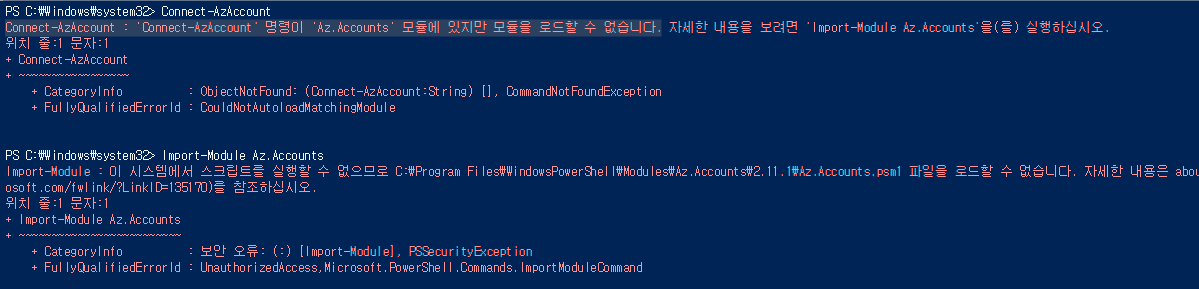 PS C:₩Windows₩system32> Connect-AzAccount
Connect-AzAccount : 'Connect-AzAccount' 명령이 'Az.Accounts' 모듈에 있지만 모듈을 로드할 수 없습니다. 자세한 내용을 보려면 'Import-Module Az.Accounts'을(를) 실행하십시오.
위치 줄:1 문자:1
+ Connect-AzAccount
+ ~~~~~~~~~~~~~~~~~
+ CategoryInfo : ObjectNotFound: (Connect-AzAccount:String) [], CommandNotFoundException
+ FullyQualifiedErrorId : CouldNotAutoloadMatchingModule
PS C:₩Windows₩system32> Import-Module Az.Accounts
Import-Module : 이 시스템에서 스크립트를 실행할 수 없으므로 C:₩Program Files₩WindowsPowerShell₩Modules₩Az.Accounts₩2.11.1₩Az.Accounts.psm1 파일을 로드할 수 없습니다. 자세한 내용은 abou
osoft.com/fwlink/?LinkID=135170)를 참조하십시오.
위치 줄:1 문자:1
+ Import-Module Az.Accounts
+ ~~~~~~~~~~~~~~~~~~~~~~~~~
+ CategoryInfo : 보안 오류: (:) [Import-Module], PSSecurityException
+ FullyQualifiedErrorId : UnauthorizedAccess,Microsoft.PowerShell.Commands.ImportModuleCommand